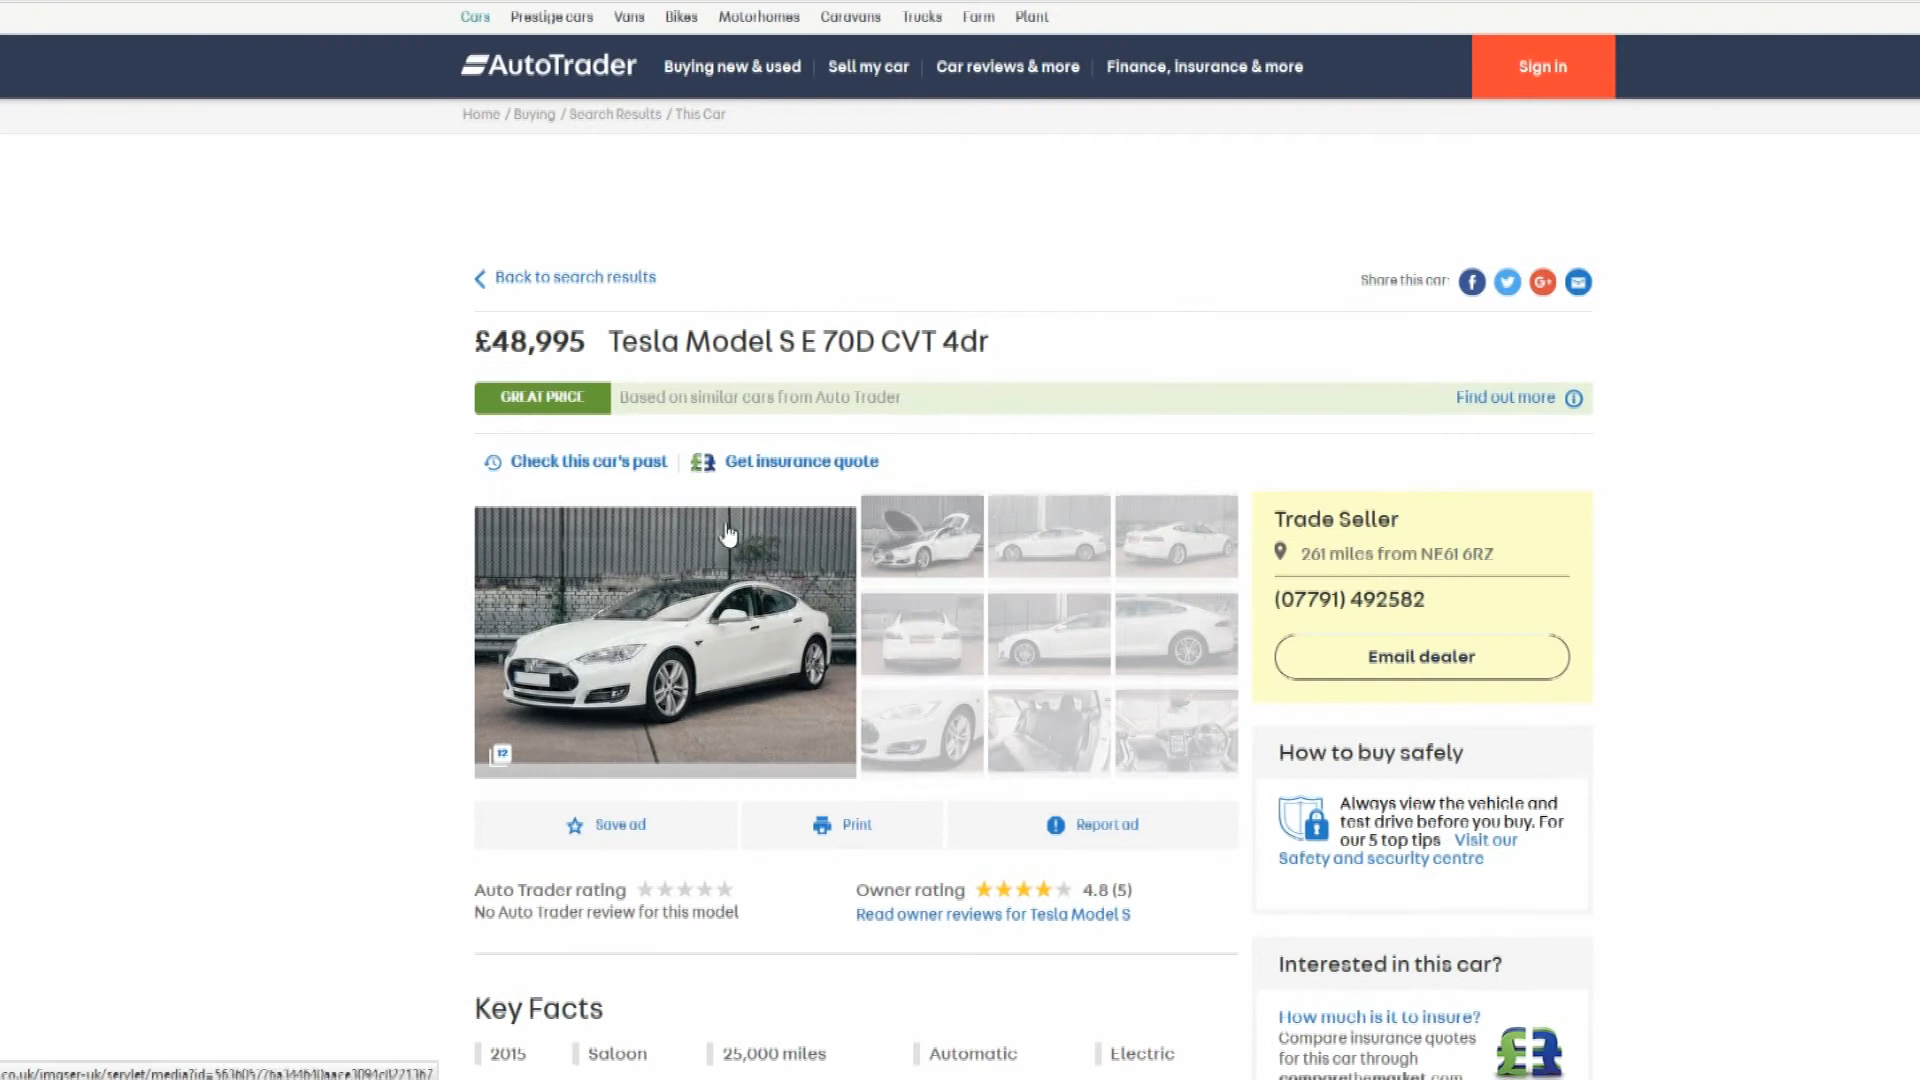 Cars Prestige cars Vans Bikes Motorhomes Caravans Trucks Farm Plant
AutoTrader Buying new & used Sell my car Car reviews & more Finance, insurance & more Sign in
Home / Buying / Search Results / This Car
Back to search results
Share this car:
£48,995 Tesla Model S E 70D CVT 4dr
GREAT PRICE Based on similar cars from Auto Trader Find out more
Check this car's past Get insurance quote
Trade Seller
261 miles from NE61 6RZ
(07791) 492582
Email dealer
12
Save ad Print Report ad
How to buy safely
Always view the vehicle and
test drive before you buy. For
our 5 top tips Visit our
Safety and security centre
Auto Trader rating
No Auto Trader review for this model
Owner rating 4.8 (5)
Read owner reviews for Tesla Model S
Interested in this car?
How much is it to insure?
Compare insurance quotes
for this car through
comparethemarket.com
Key Facts
2015 Saloon 25,000 miles Automatic Electric